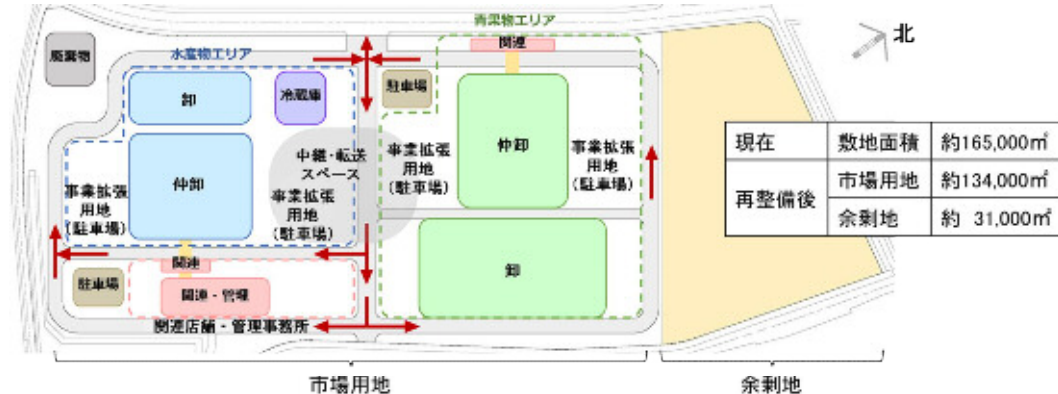 青果物エリア
北
廃棄物
水産物エリア
関連
卸
冷蔵庫
駐車場
中継・転送
スペース
仲卸
事業拡張
用地
(駐車場)
仲卸
事業拡張
用地
(駐車場)
事業拡張
用地
(駐車場)
事業拡張
用地
(駐車場)
卸
関連
駐車場
関連・管理
関連店舗・管理事務所
市場用地
余剰地
現在 敷地面積 約165,000㎡
再整備後 市場用地 約134,000㎡
余剰地 約 31,000㎡